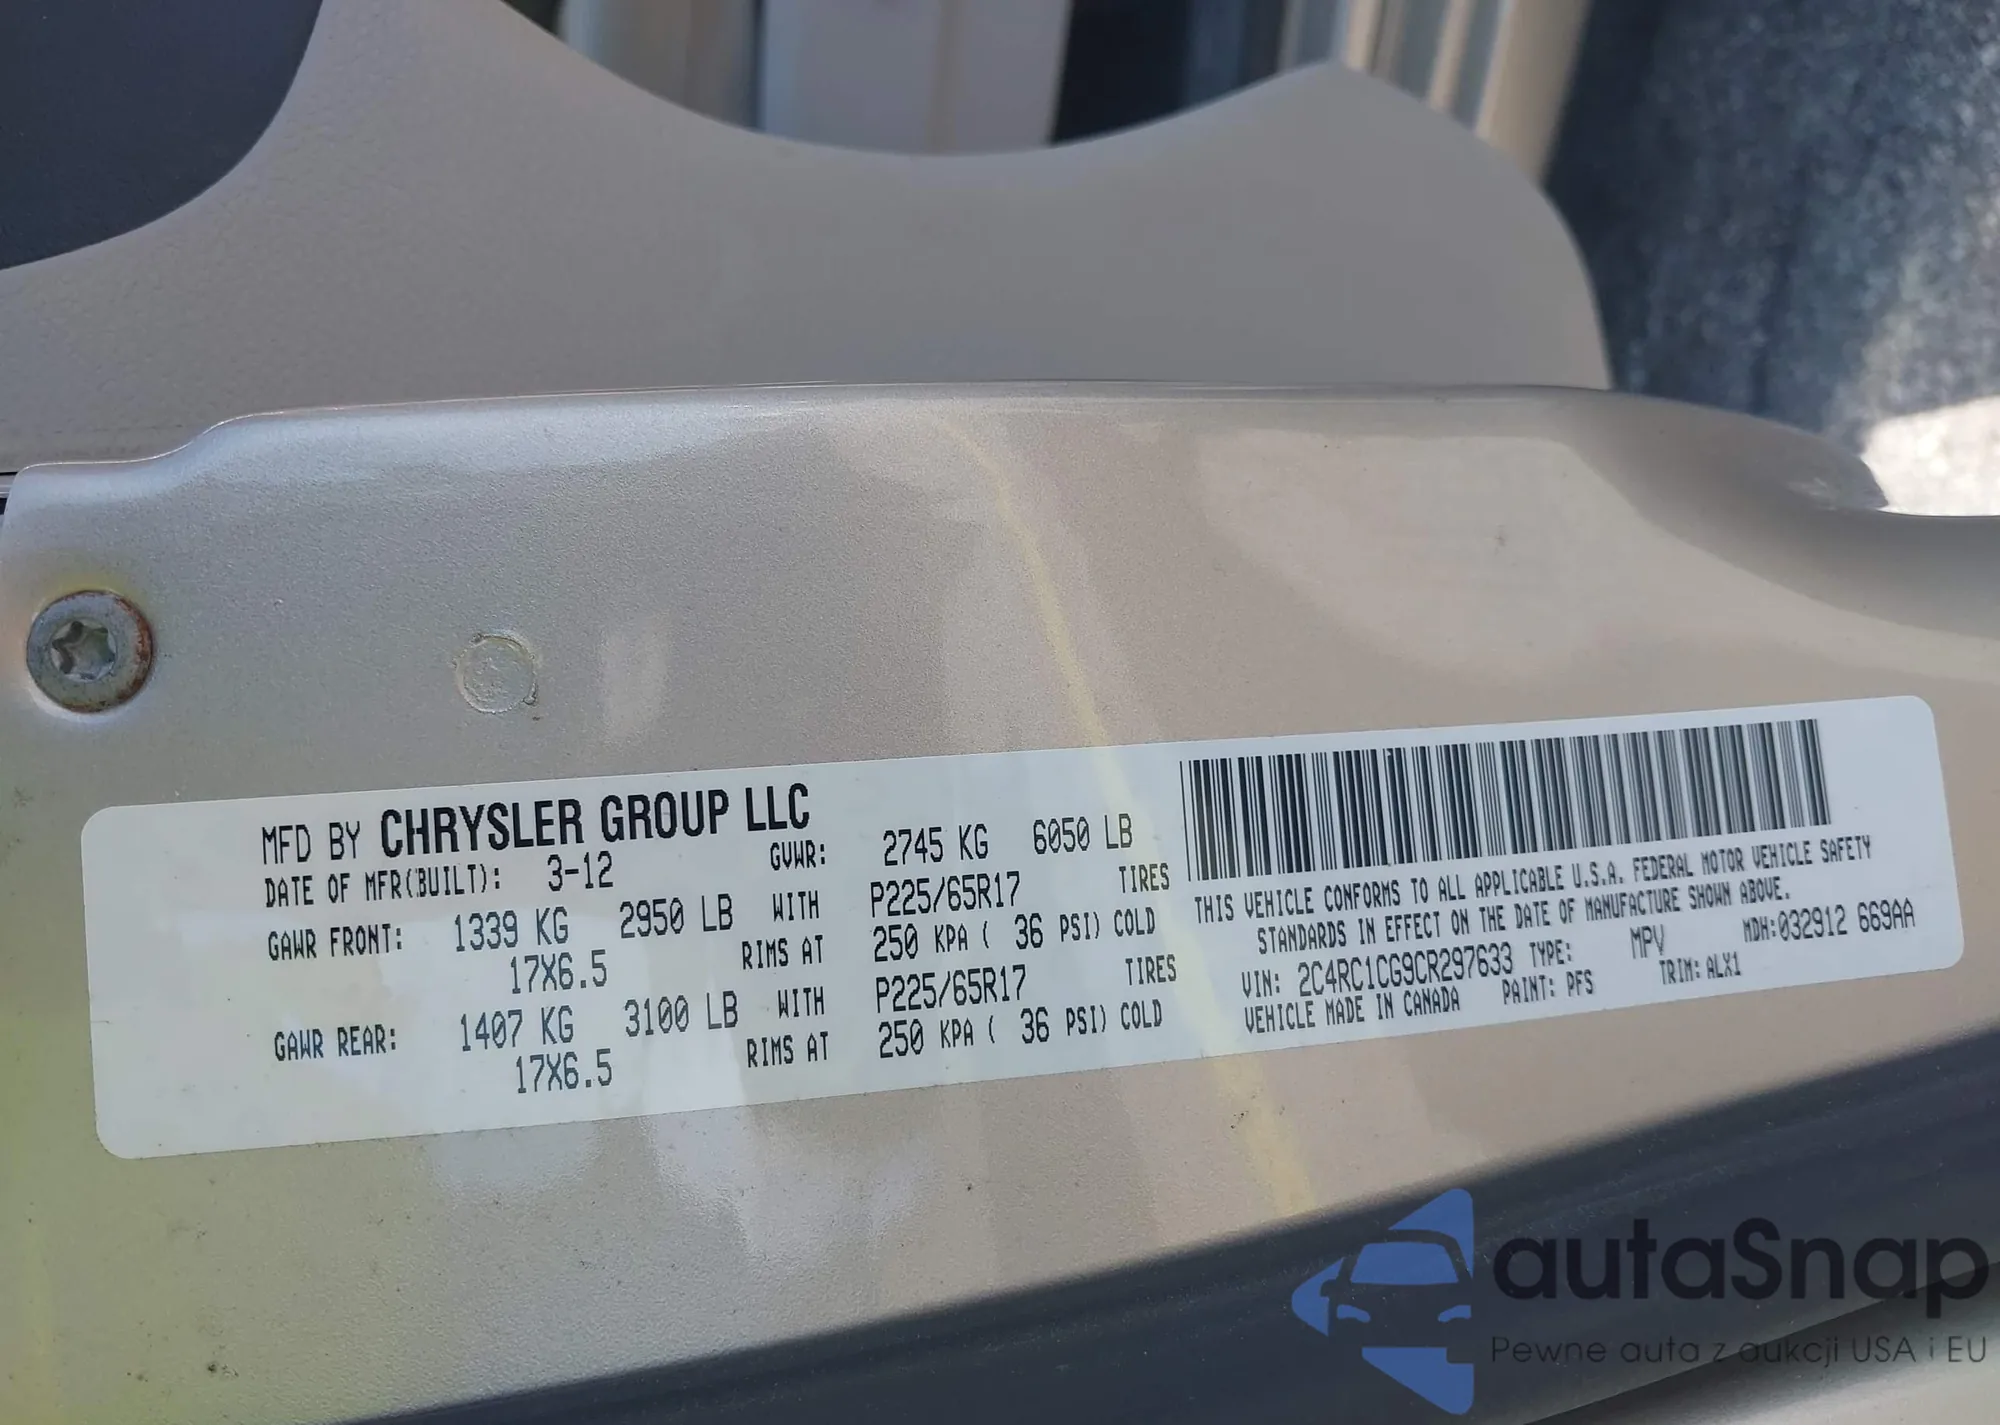 MFD BY CHRYSLER GROUP LLC
DATE OF MFR(BUILT): 3-12 GVWR: 2745 KG 6050 LB
GAWR FRONT: 1339 KG 2950 LB WITH P225/65R17 TIRES
17X6.5 RIMS AT 250 KPA ( 36 PSI) COLD
GAWR REAR: 1407 KG 3100 LB WITH P225/65R17 TIRES
17X6.5 RIMS AT 250 KPA ( 36 PSI) COLD
THIS VEHICLE CONFORMS TO ALL APPLICABLE U.S.A. FEDERAL MOTOR VEHICLE SAFETY
STANDARDS IN EFFECT ON THE DATE OF MANUFACTURE SHOWN ABOVE.
VIN: 2C4RC1CG9CR297633 TYPE: MPV MDH:032912 669AA
VEHICLE MADE IN CANADA PAINT: PFS TRIM: ALX1
autaSnap
Pewne auta z aukcji USA i EU